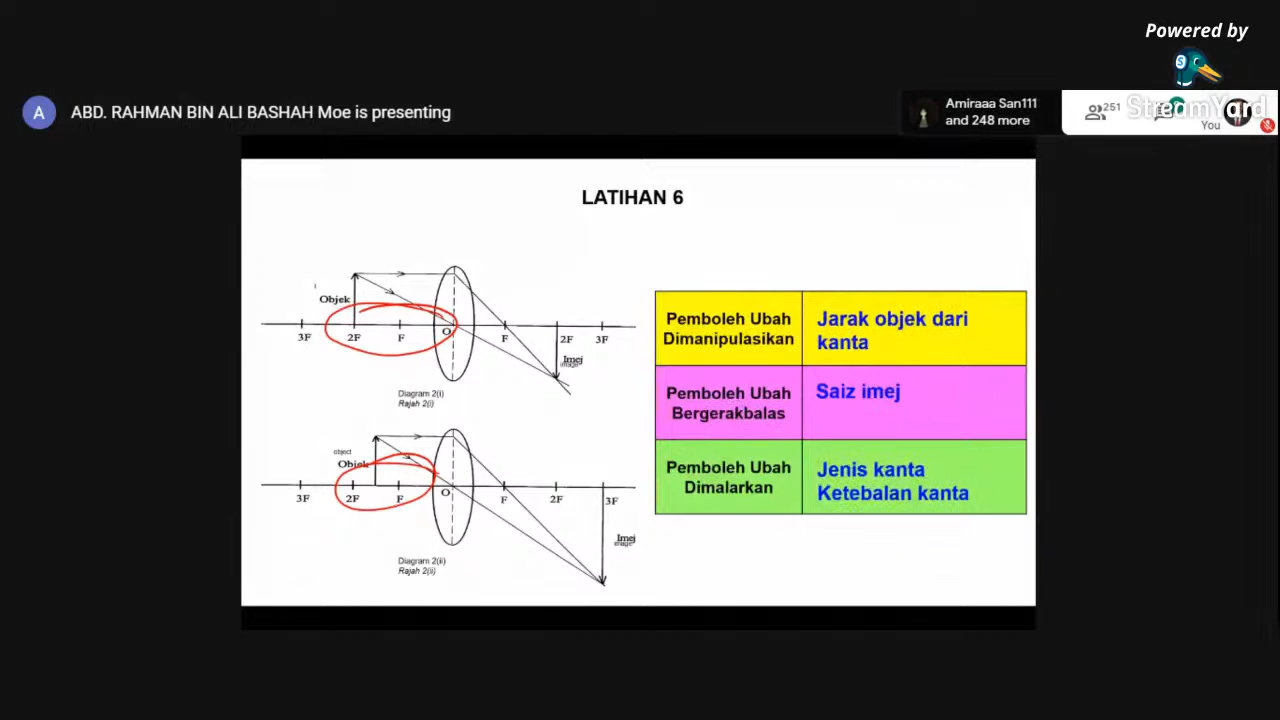 Powered by
S
StreamYard
A
ABD. RAHMAN BIN ALI BASHAH Moe is presenting
Amiraaa San111
and 248 more
251
You
LATIHAN 6
Objek
3F
2F
F
O
F
2F
3F
Imej
image
Diagram 2(i)
Rajah 2(i)
object
Objek
3F
2F
F
O
F
2F
3F
Imej
image
Diagram 2(ii)
Rajah 2(ii)
Pemboleh Ubah
Dimanipulasikan
Jarak objek dari
kanta
Pemboleh Ubah
Bergerakbalas
Saiz imej
Pemboleh Ubah
Dimalarkan
Jenis kanta
Ketebalan kanta